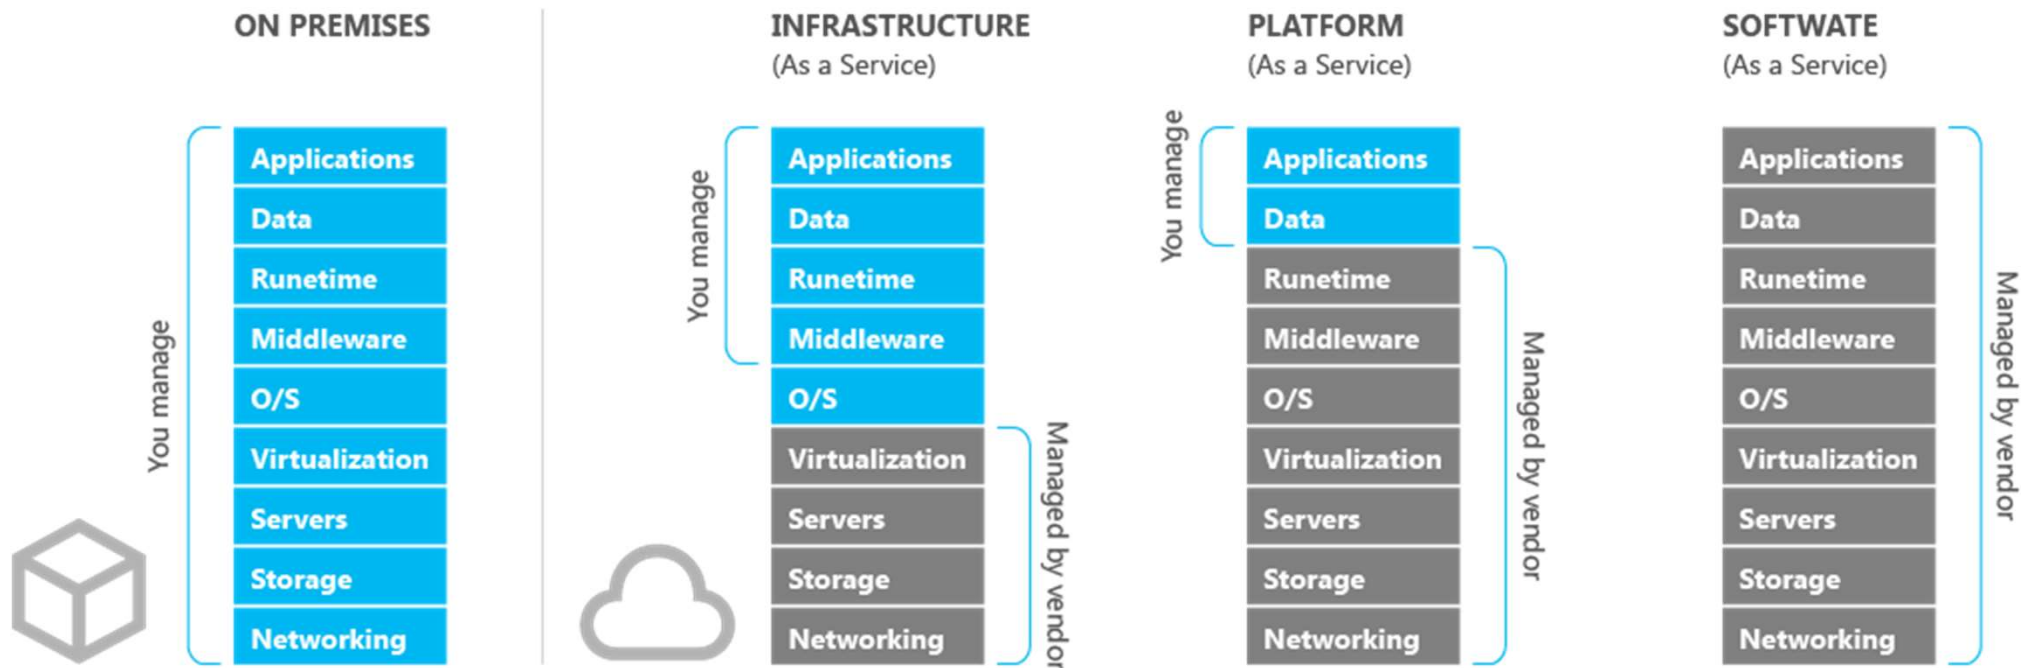 ON PREMISES
You manage
Applications
Data
Runetime
Middleware
O/S
Virtualization
Servers
Storage
Networking
INFRASTRUCTURE
(As a Service)
You manage
Applications
Data
Runetime
Middleware
O/S
Virtualization
Servers
Storage
Networking
Managed by vendor
PLATFORM
(As a Service)
You manage
Applications
Data
Runetime
Middleware
O/S
Virtualization
Servers
Storage
Networking
Managed by vendor
SOFTWATE
(As a Service)
Applications
Data
Runetime
Middleware
O/S
Virtualization
Servers
Storage
Networking
Managed by vendor